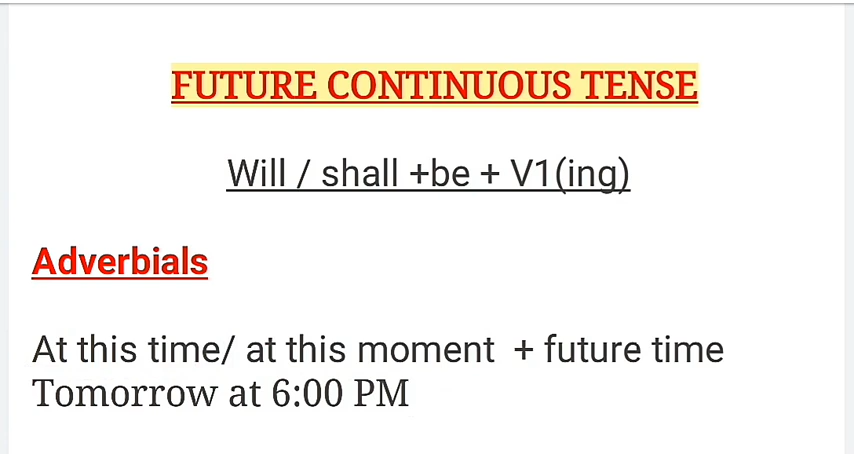 FUTURE CONTINUOUS TENSE
Will / shall +be + V1(ing)
Adverbials
At this time/ at this moment  + future time
Tomorrow at 6:00 PM